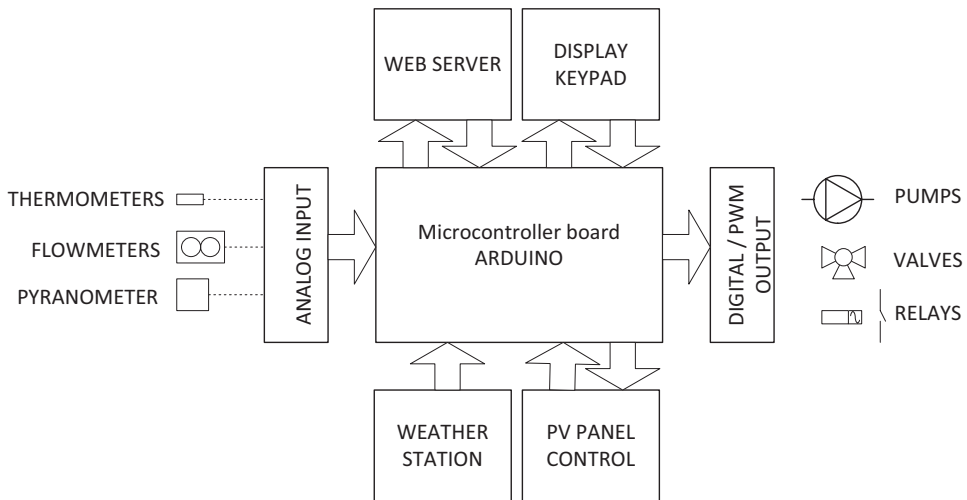 WEB SERVER
DISPLAY
KEYPAD
THERMOMETERS
FLOWMETERS
PYRANOMETER
ANALOG INPUT
Microcontroller board
ARDUINO
DIGITAL / PWM
OUTPUT
PUMPS
VALVES
RELAYS
WEATHER
STATION
PV PANEL
CONTROL